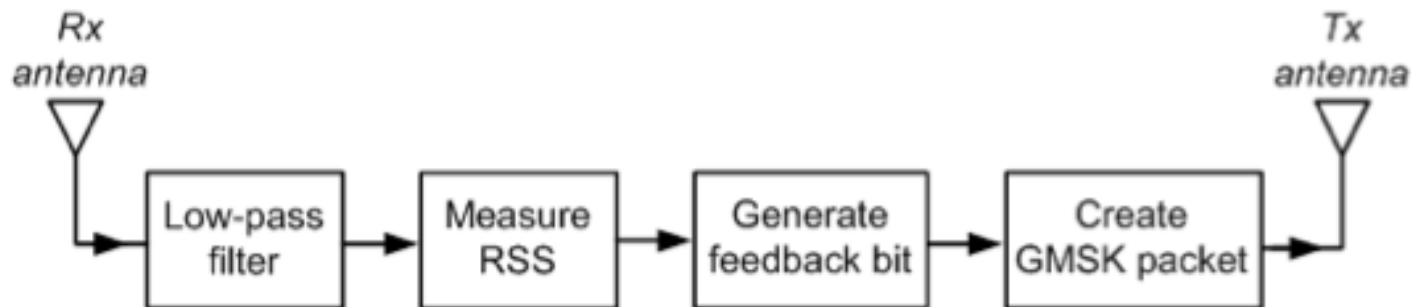 Rx
antenna
Tx
antenna
Low-pass
filter
Measure
RSS
Generate
feedback bit
Create
GMSK packet